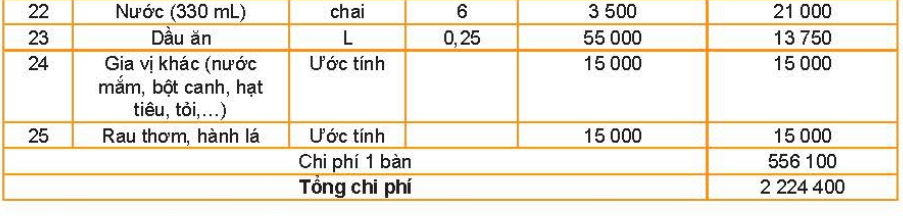 22 Nước (330 mL) chai 6 3 500 21 000
23 Dầu ăn L 0,25 55 000 13 750
24 Gia vị khác (nước Ước tính 15 000 15 000
mắm, bột canh, hạt
tiêu, tỏi,...)
25 Rau thơm, hành lá Ước tính 15 000 15 000
Chi phí 1 bàn 556 100
Tổng chi phí 2 224 400